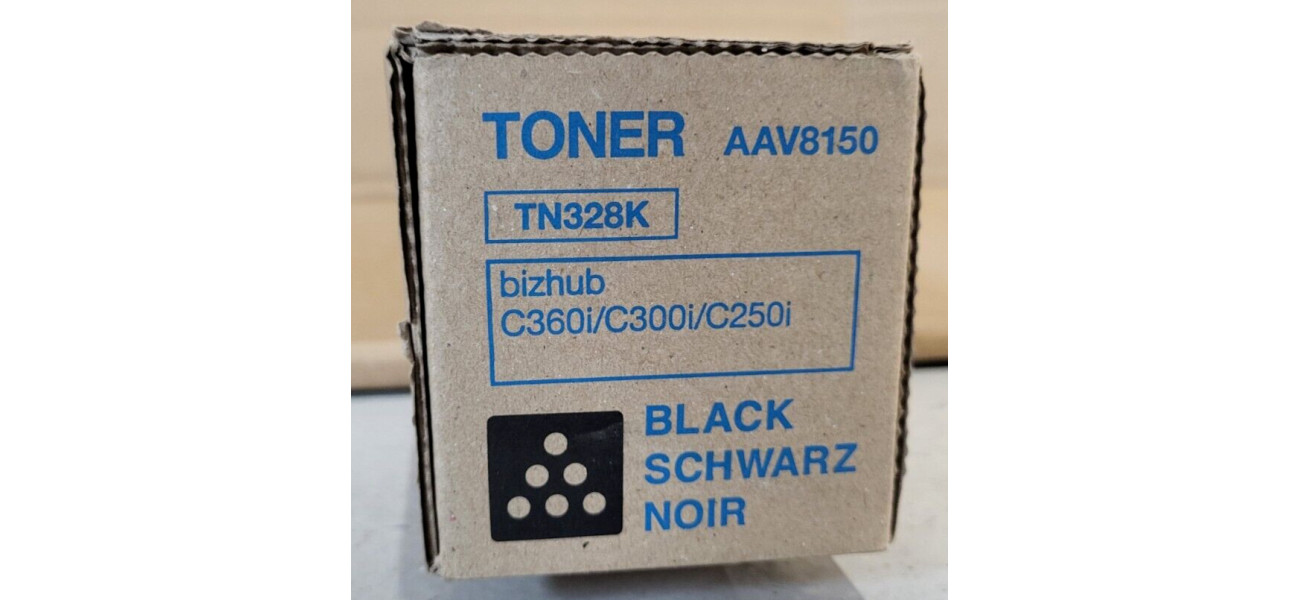 TONER AAV8150
TN328K
bizhub
C360i/C300i/C250i
BLACK
SCHWARZ
NOIR